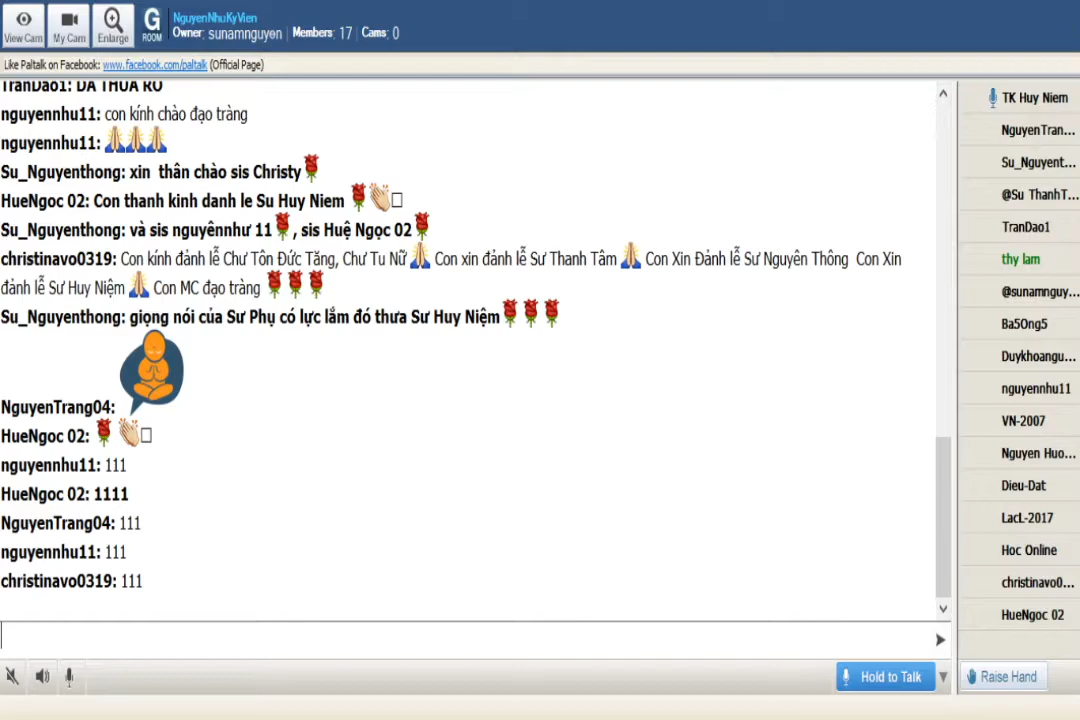 View Cam
My Cam
Enlarge
G
ROOM
NguyenNhuKyVien
Owner: sunamnguyen | Members: 17 | Cams: 0
Like Paltalk on Facebook: www.facebook.com/paltalk (Official Page)
TranDao1: DA THUA RO
nguyennhu11: con kính chào đạo tràng
nguyennhu11: 🙏🙏🙏
Su_Nguyenthong: xin thân chào sis Christy🌹
HueNgoc 02: Con thanh kinh danh le Su Huy Niem 🌹👏□
Su_Nguyenthong: và sis nguyênnhư 11🌹, sis Huệ Ngọc 02🌹
christinavo0319: Con kính đảnh lễ Chư Tôn Đức Tăng, Chư Tu Nữ 🙏 Con xin đảnh lễ Sư Thanh Tâm 🙏 Con Xin Đảnh lễ Sư Nguyên Thông Con Xin
đảnh lễ Sư Huy Niệm 🙏 Con MC đạo tràng 🌹 🌹 🌹
Su_Nguyenthong: giọng nói của Sư Phụ có lực lắm đó thưa Sư Huy Niệm🌹🌹🌹
NguyenTrang04:
HueNgoc 02: 🌹 👏□
nguyennhu11: 111
HueNgoc 02: 1111
NguyenTrang04: 111
nguyennhu11: 111
christinavo0319: 111
Hold to Talk
TK Huy Niem
NguyenTran...
Su_Nguyent...
@Su ThanhT...
TranDao1
thy lam
@sunamnguy...
Ba5Ong5
Duykhoangu...
nguyennhu11
VN-2007
Nguyen Huo...
Dieu-Dat
LacL-2017
Hoc Online
christinavo0...
HueNgoc 02
Raise Hand